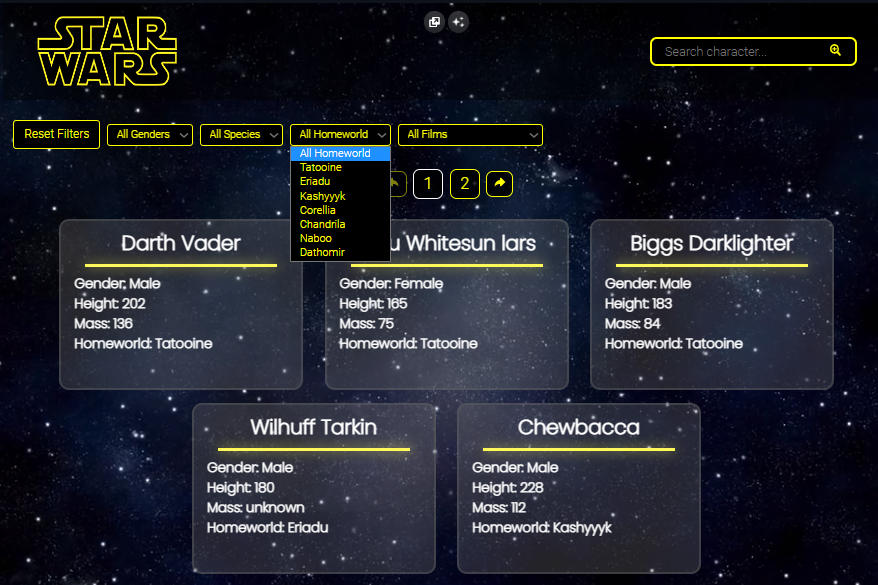 STAR
WARS
Search character...
Reset Filters
All Genders
All Species
All Homeworld
All Films
All Homeworld
Tatooine
Eriadu
Kashyyyk
Corellia
Chandrila
Naboo
Dathomir
1
2
Darth Vader
Gender: Male
Height: 202
Mass: 136
Homeworld: Tatooine
Whitesun lars
Gender: Female
Height: 165
Mass: 75
Homeworld: Tatooine
Biggs Darklighter
Gender: Male
Height: 183
Mass: 84
Homeworld: Tatooine
Wilhuff Tarkin
Gender: Male
Height: 180
Mass: unknown
Homeworld: Eriadu
Chewbacca
Gender: Male
Height: 228
Mass: 112
Homeworld: Kashyyyk